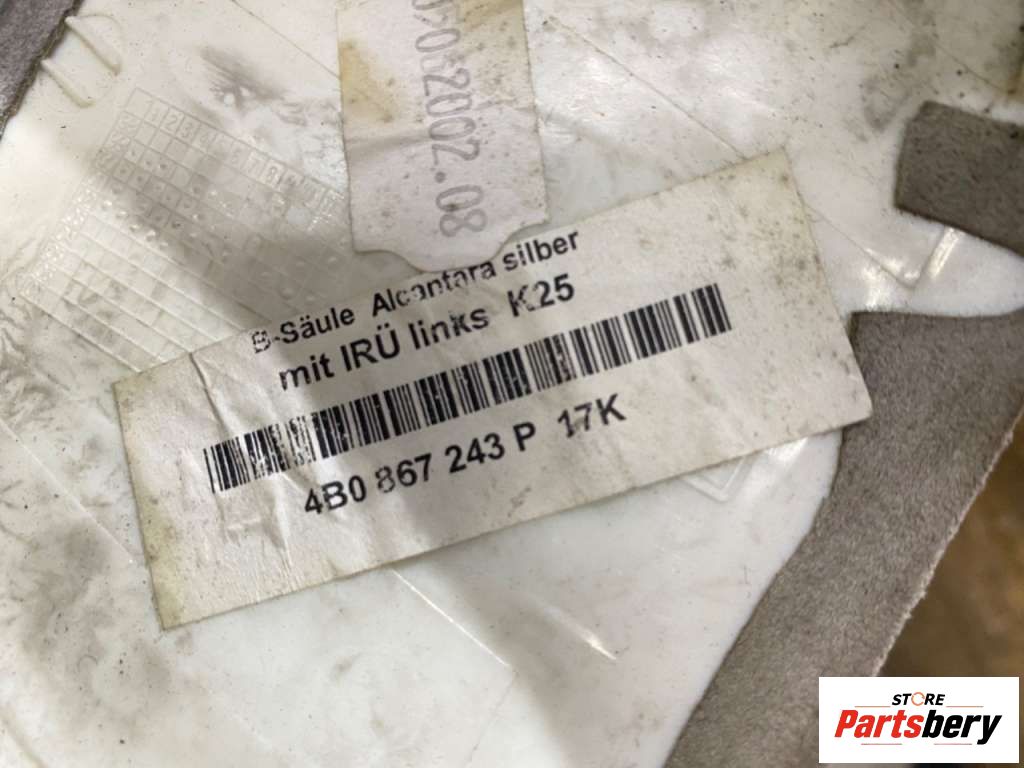 2002.08
B-Säule Alcantara silber
mit IRÜ links K25
4B0 867 243 P 17K
STORE
Partsbery